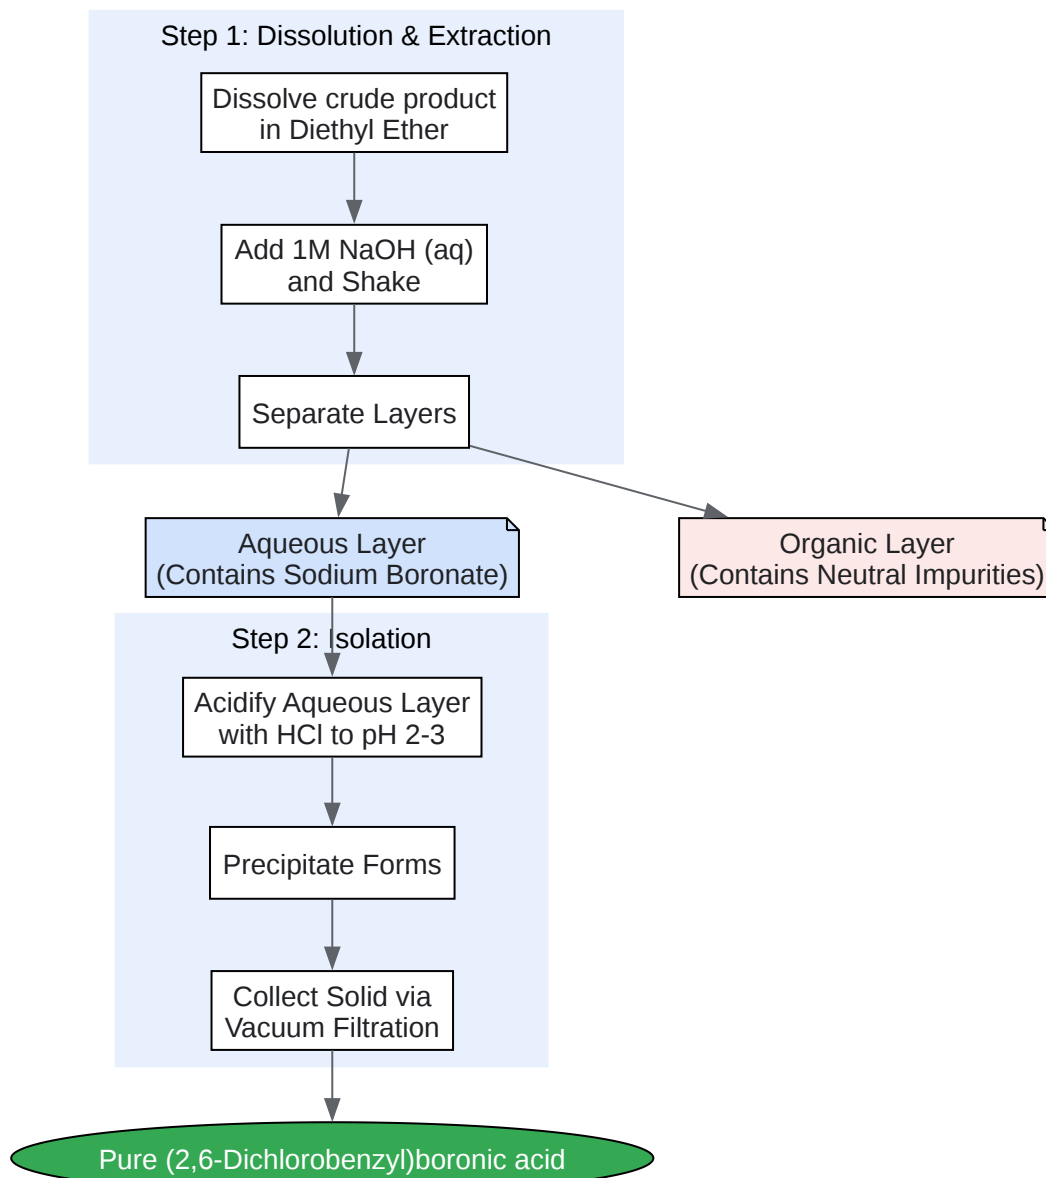 Step 1: Dissolution & Extraction
Dissolve crude product
in Diethyl Ether
Add 1M NaOH (aq)
and Shake
Separate Layers
Aqueous Layer
(Contains Sodium Boronate)
Organic Layer
(Contains Neutral Impurities)
Step 2: Isolation
Acidify Aqueous Layer
with HCl to pH 2-3
Precipitate Forms
Collect Solid via
Vacuum Filtration
Pure (2,6-Dichlorobenzyl)boronic acid